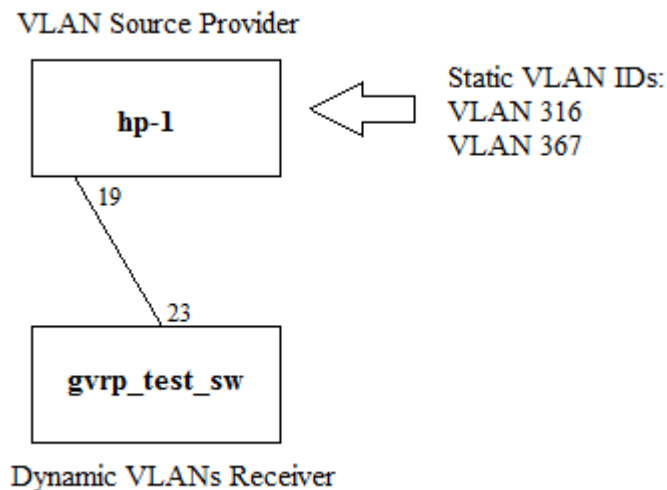 VLAN Source Provider
hp-1
Static VLAN IDs:
VLAN 316
VLAN 367
19
23
gvrp_test_sw
Dynamic VLANs Receiver